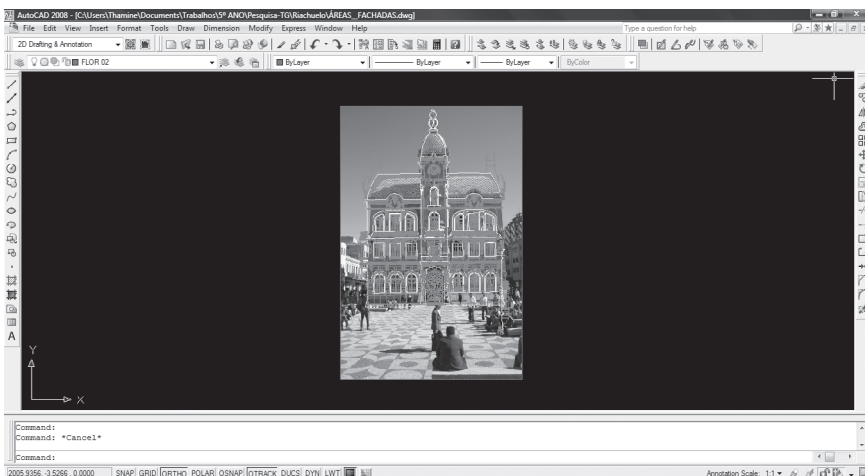 AutoCAD 2008 - [C:\Users\Thamine\Documents\Trabalhos\5º ANO\Pesquisa-TG\Riachuelo\ÁREAS__FACHADAS.dwg]
File Edit View Insert Format Tools Draw Dimension Modify Express Window Help Type a question for help
2D Drafting & Annotation
FLOR 02 ByLayer ByLayer ByLayer ByColor
A
Y
X
Command:
Command: *Cancel*
Command:
2005.9356, -3.5266 , 0.0000 SNAP GRID ORTHO POLAR OSNAP OTRACK DUCS DYN LWT Annotation Scale: 1:1